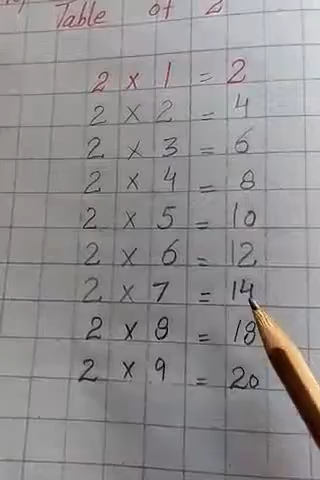 Table of 2
2 × 1 = 2
2 × 2 = 4
2 × 3 = 6
2 × 4 = 8
2 × 5 = 10
2 × 6 = 12
2 × 7 = 14
2 × 8 = 18
2 × 9 = 20